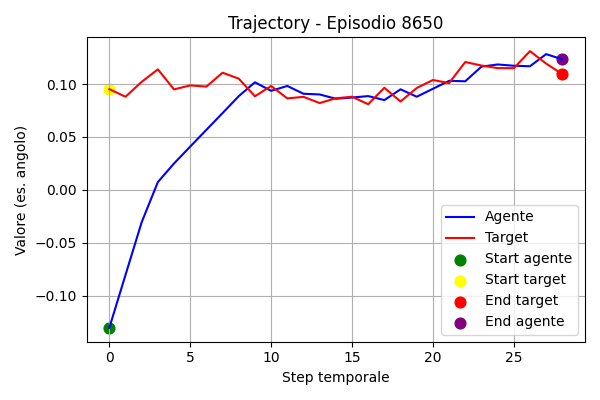 Trajectory - Episodio 8650
Valore (es. angolo)
0.10
0.05
0.00
−0.05
−0.10
0
5
10
15
20
25
Step temporale
Agente
Target
Start agente
Start target
End target
End agente